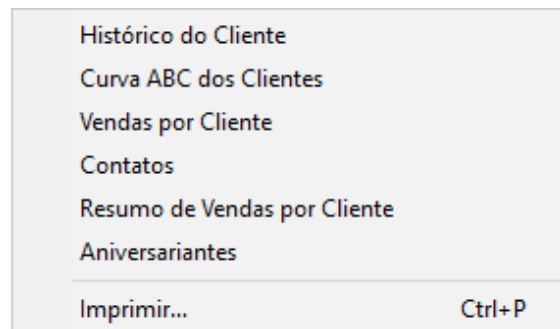 Histórico do Cliente
Curva ABC dos Clientes
Vendas por Cliente
Contatos
Resumo de Vendas por Cliente
Aniversariantes
Imprimir... Ctrl+P